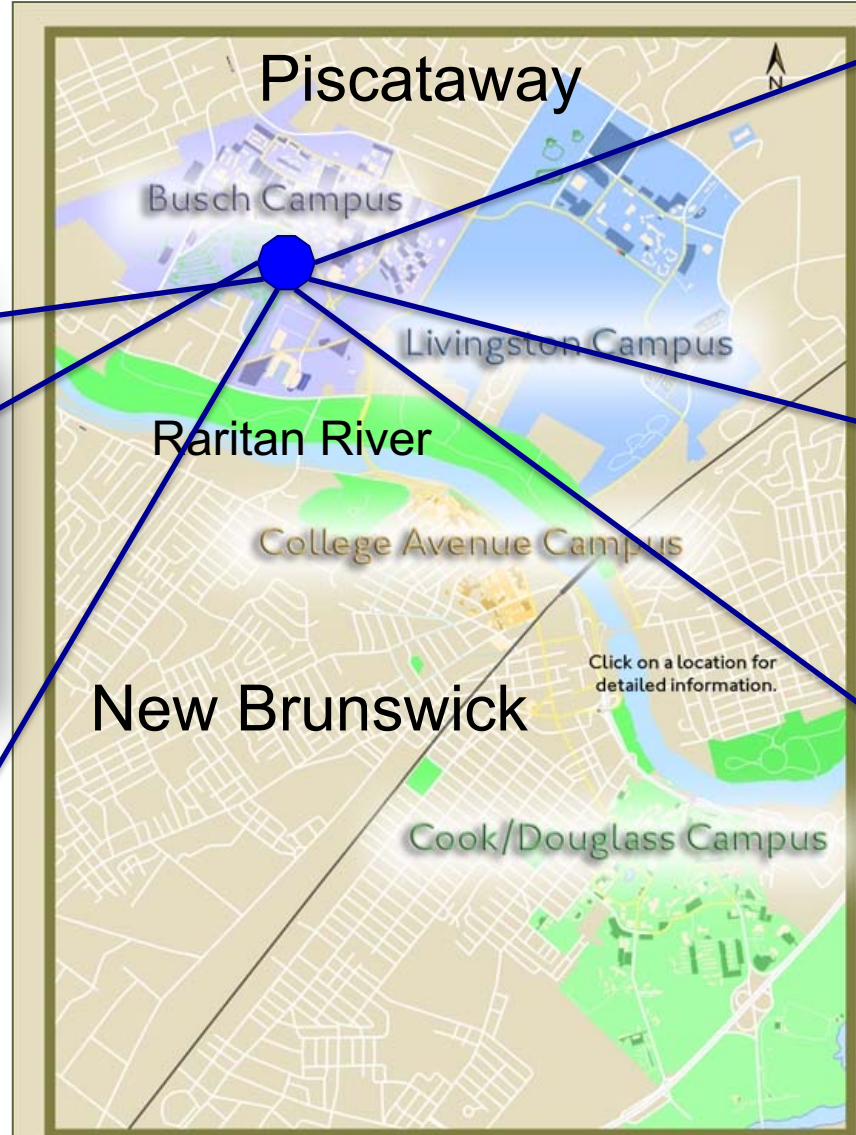 Piscataway
N
Busch Campus
Livingston Campus
Raritan River
College Avenue Campus
Click on a location for
detailed information.
New Brunswick
Cook/Douglass Campus